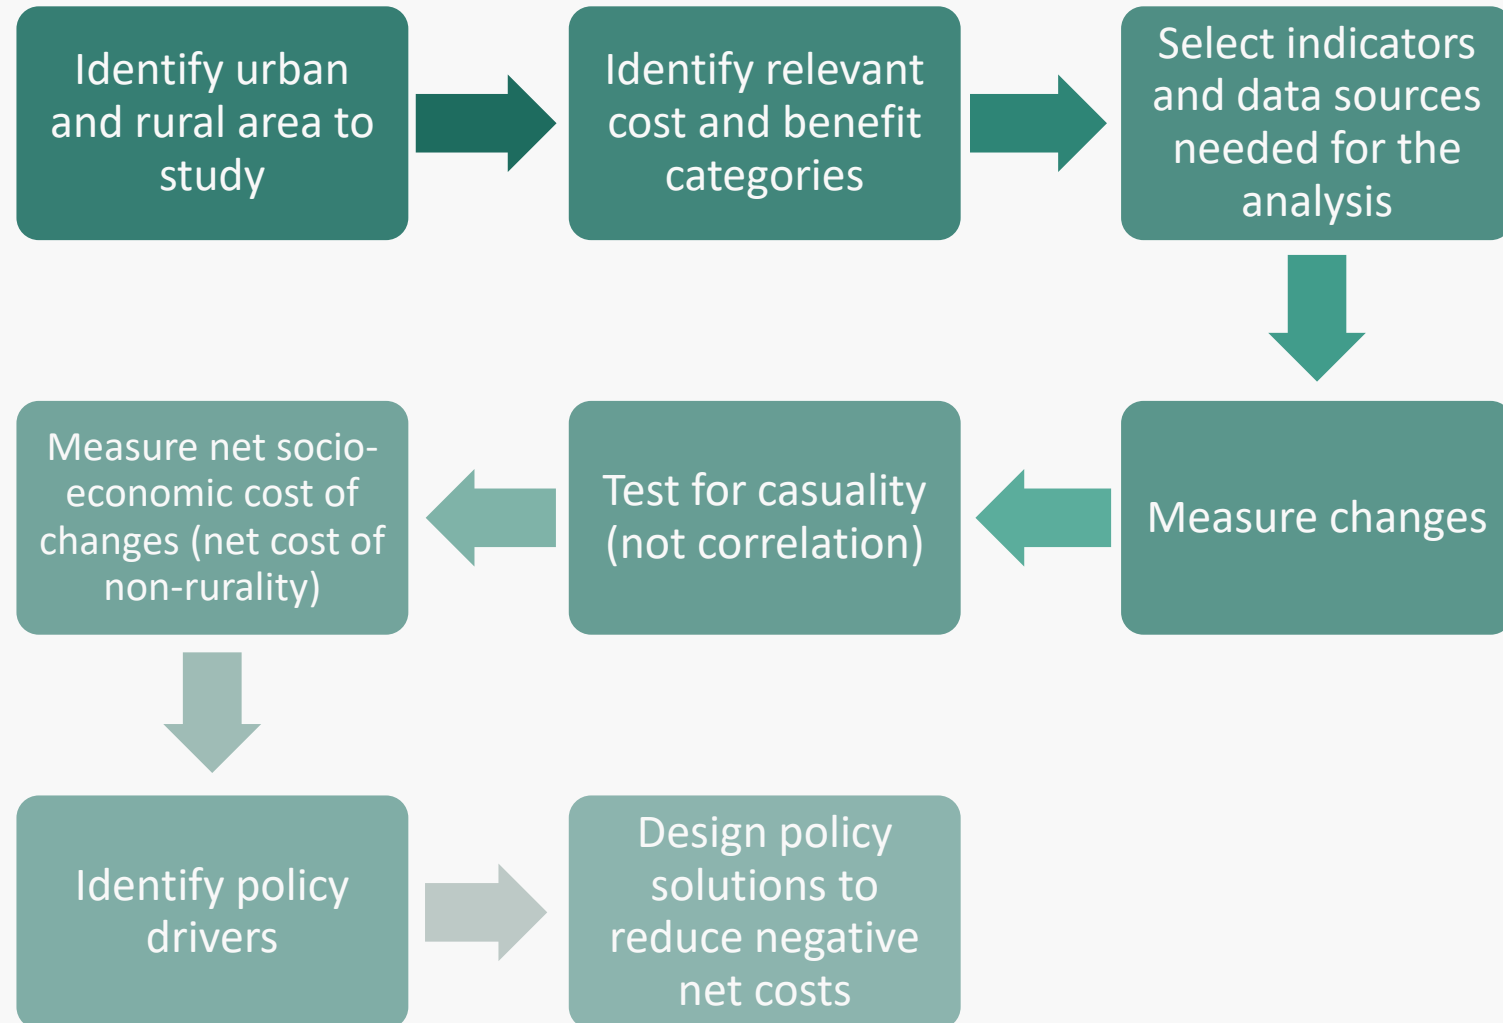 Identify urban
and rural area to
study
Identify relevant
cost and benefit
categories
Select indicators
and data sources
needed for the
analysis
Measure changes
Test for casuality
(not correlation)
Measure net socio-
economic cost of
changes (net cost of
non-rurality)
Identify policy
drivers
Design policy
solutions to
reduce negative
net costs